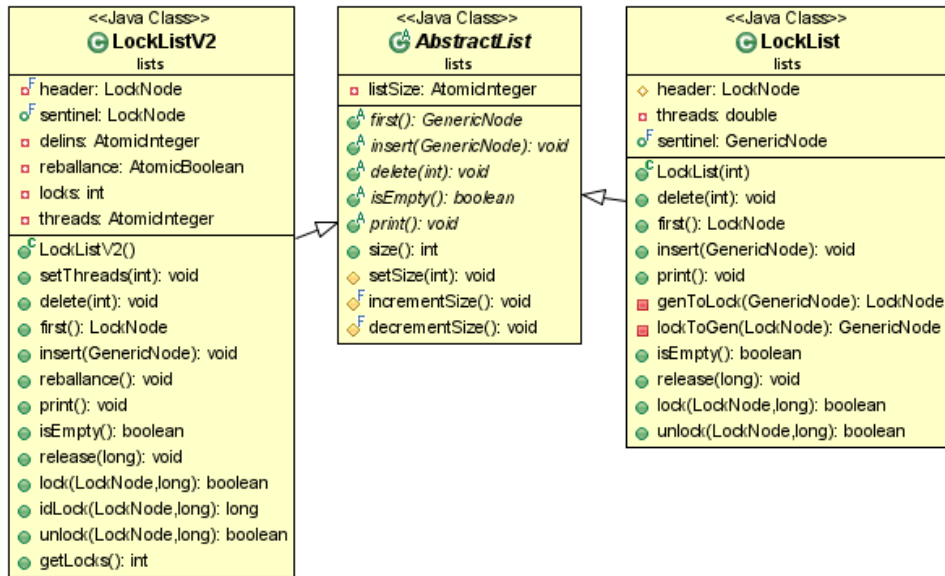 <<Java Class>>
LockListV2
lists
header: LockNode
sentinel: LockNode
delins: AtomicInteger
reballance: AtomicBoolean
locks: int
threads: AtomicInteger
LockListV2()
setThreads(int): void
delete(int): void
first(): LockNode
insert(GenericNode): void
reballance(): void
print(): void
isEmpty(): boolean
release(long): void
lock(LockNode,long): boolean
idLock(LockNode,long): long
unlock(LockNode,long): boolean
getLocks(): int
<<Java Class>>
AbstractList
lists
listSize: AtomicInteger
first(): GenericNode
insert(GenericNode): void
delete(int): void
isEmpty(): boolean
print(): void
size(): int
setSize(int): void
incrementSize(): void
decrementSize(): void
<<Java Class>>
LockList
lists
header: LockNode
threads: double
sentinel: GenericNode
LockList(int)
delete(int): void
first(): LockNode
insert(GenericNode): void
print(): void
genToLock(GenericNode): LockNode
lockToGen(LockNode): GenericNode
isEmpty(): boolean
release(long): void
lock(LockNode,long): boolean
unlock(LockNode,long): boolean